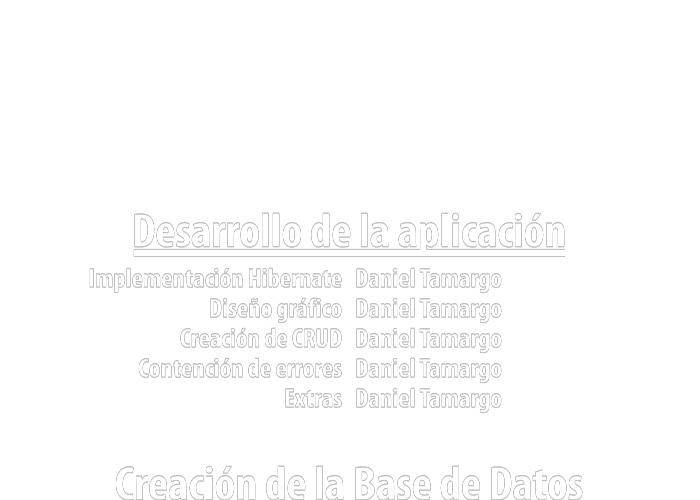 Desarrollo de la aplicación
Implementación Hibernate Daniel Tamargo
Diseño gráfico Daniel Tamargo
Creación de CRUD Daniel Tamargo
Contención de errores Daniel Tamargo
Extras Daniel Tamargo
Creación de la Base de Datos